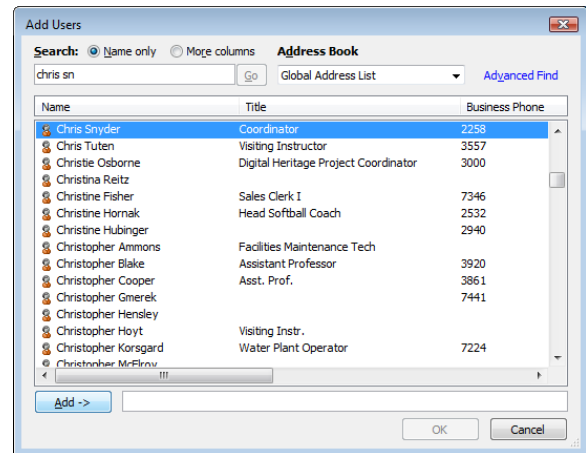 Add Users
Search: Name only More columns Address Book
chris sn Go Global Address List Advanced Find
Name Title Business Phone
Chris Snyder Coordinator 2258
Chris Tuten Visiting Instructor 3557
Christie Osborne Digital Heritage Project Coordinator 3000
Christina Reitz
Christine Fisher Sales Clerk I 7346
Christine Hornak Head Softball Coach 2532
Christine Hubinger 2940
Christopher Ammons Facilities Maintenance Tech
Christopher Blake Assistant Professor 3920
Christopher Cooper Asst. Prof. 3861
Christopher Gmerek 7441
Christopher Hensley
Christopher Hoyt Visiting Instr.
Christopher Korsgard Water Plant Operator 7224
Christopher McElroy
Add ->
OK Cancel